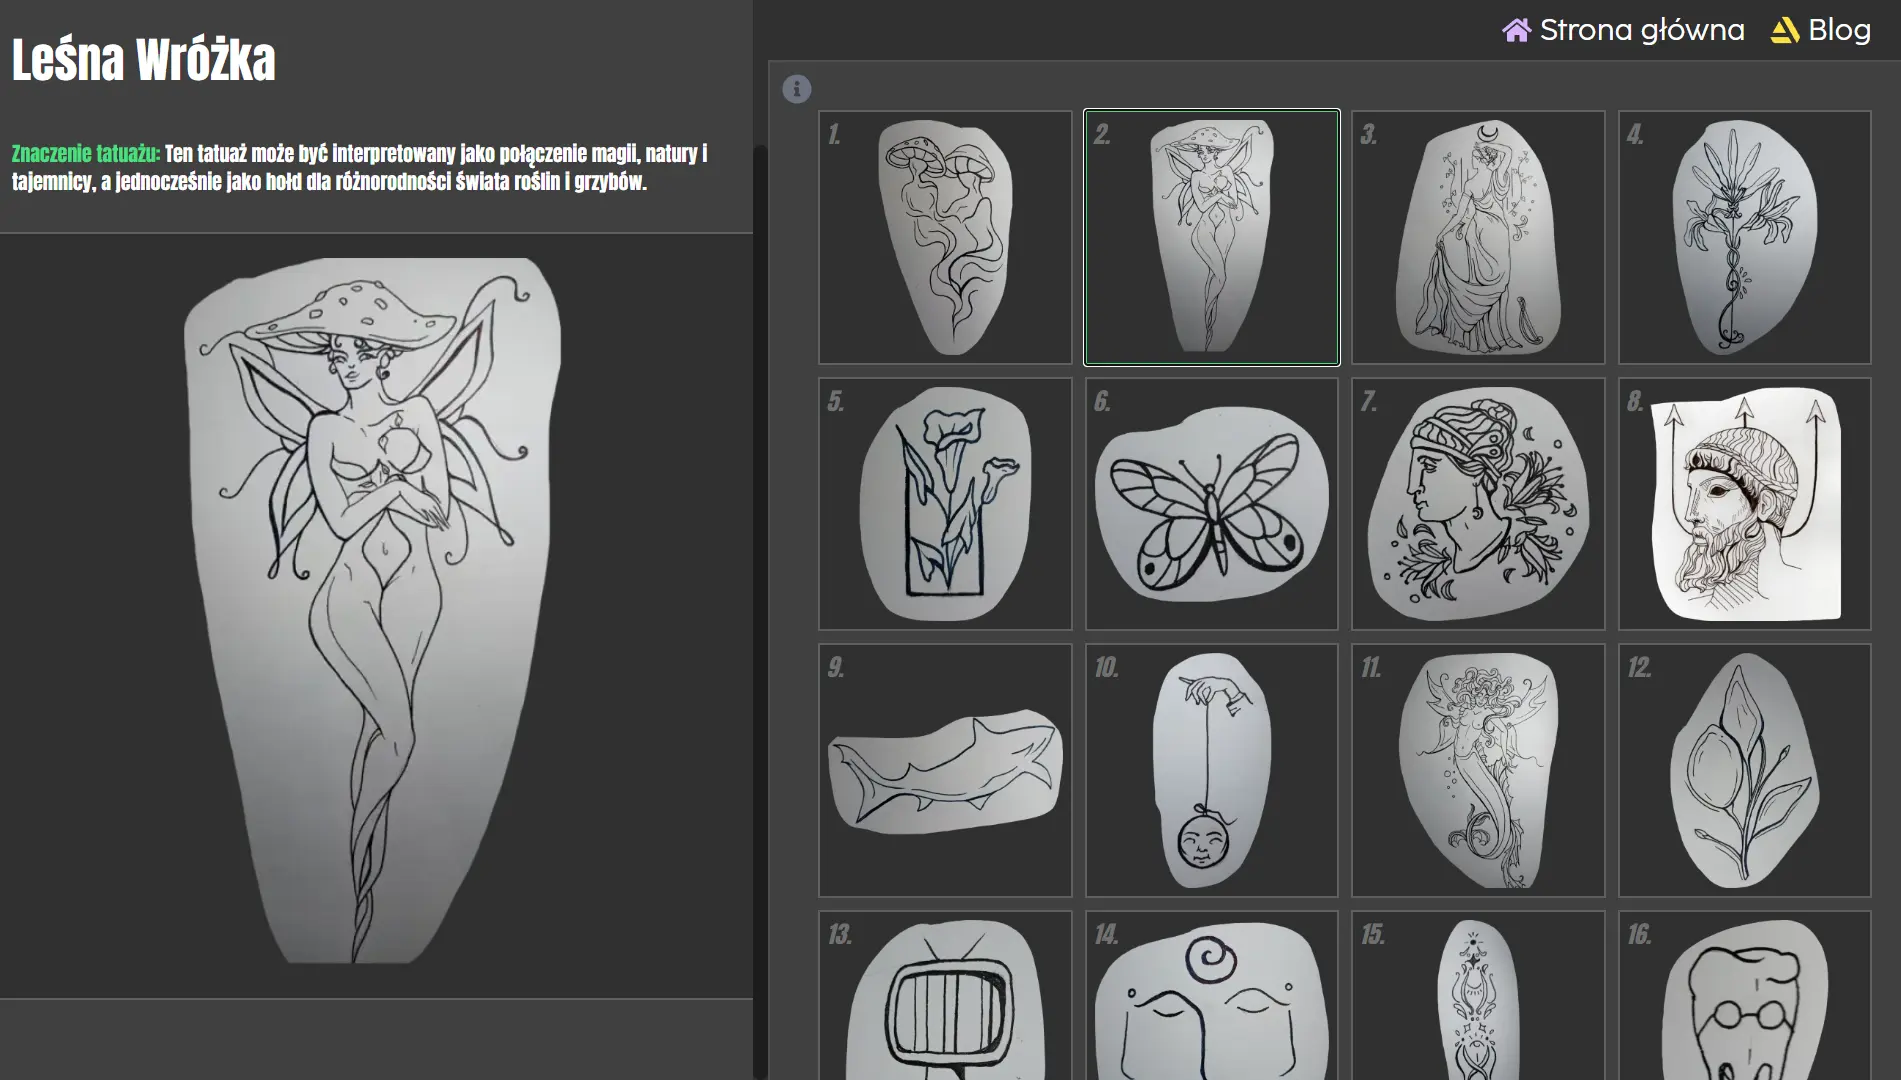 Leśna Wróżka
Znaczenie tatuażu: Ten tatuaż może być interpretowany jako połączenie magii, natury i
tajemnicy, a jednocześnie jako hołd dla różnorodności świata roślin i grzybów.
Strona główna Blog
1. 2. 3. 4.
5. 6. 7. 8.
9. 10. 11. 12.
13. 14. 15. 16.